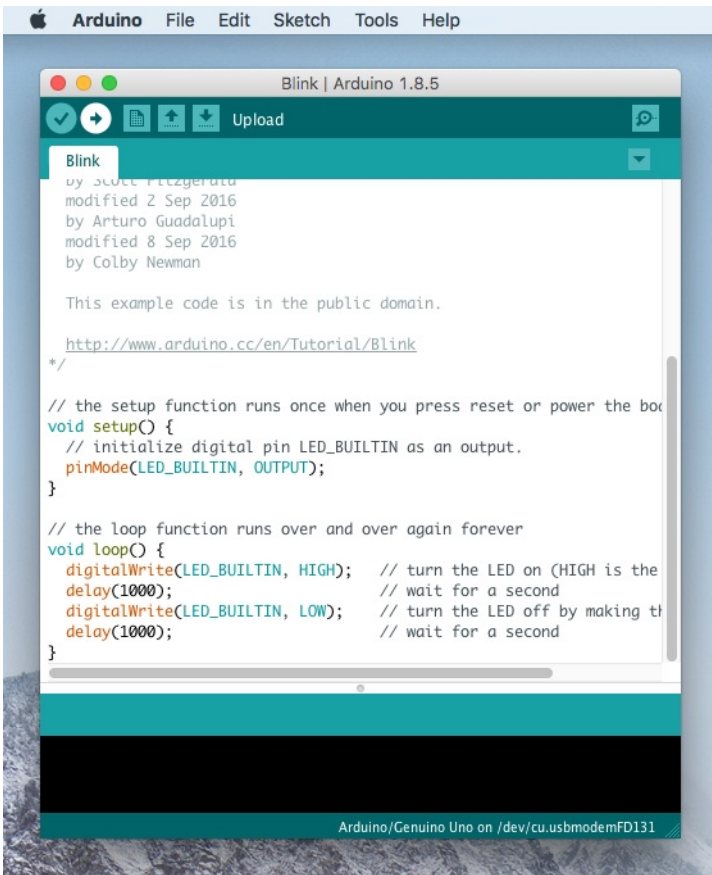 Arduino File Edit Sketch Tools Help
Blink | Arduino 1.8.5
Upload
Blink
by Scott Fitzgerald
modified 2 Sep 2016
by Arturo Guadalupi
modified 8 Sep 2016
by Colby Newman
This example code is in the public domain.
http://www.arduino.cc/en/Tutorial/Blink
*/
// the setup function runs once when you press reset or power the
void setup() {
// initialize digital pin LED_BUILTIN as an output.
pinMode(LED_BUILTIN, OUTPUT);
}
// the loop function runs over and over again forever
void loop() {
digitalWrite(LED_BUILTIN, HIGH); // turn the LED on (HIGH is the
delay(1000); // wait for a second
digitalWrite(LED_BUILTIN, LOW); // turn the LED off by making
delay(1000); // wait for a second
}
Arduino/Genuino Uno on /dev/cu.usbmodemFD131